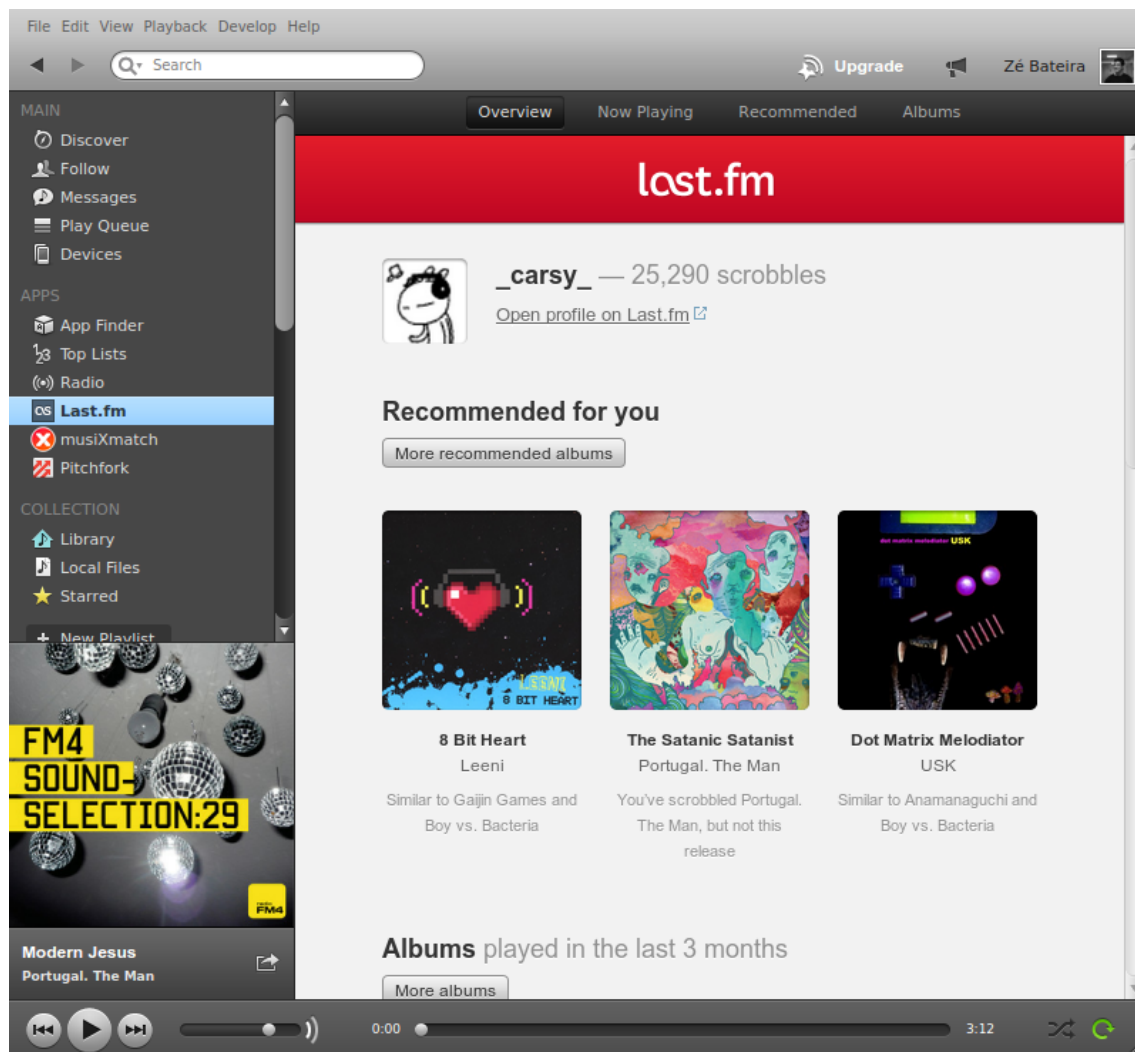 File Edit View Playback Develop Help
Search
Upgrade
Zé Bateira
MAIN
Discover
Follow
Messages
Play Queue
Devices
APPS
App Finder
Top Lists
Radio
Last.fm
musiXmatch
Pitchfork
COLLECTION
Library
Local Files
Starred
+ New Playlist
FM4
SOUND-
SELECTION:29
radio
FM4
Modern Jesus
Portugal. The Man
Overview Now Playing Recommended Albums
last.fm
_carsy_ — 25,290 scrobbles
Open profile on Last.fm
Recommended for you
More recommended albums
LEENI
8 BIT HEART
dot matrix melodiator USK
8 Bit Heart
Leeni
Similar to Gaijin Games and
Boy vs. Bacteria
The Satanic Satanist
Portugal. The Man
You've scrobbled Portugal.
The Man, but not this
release
Dot Matrix Melodiator
USK
Similar to Anamanaguchi and
Boy vs. Bacteria
Albums played in the last 3 months
More albums
0:00
3:12